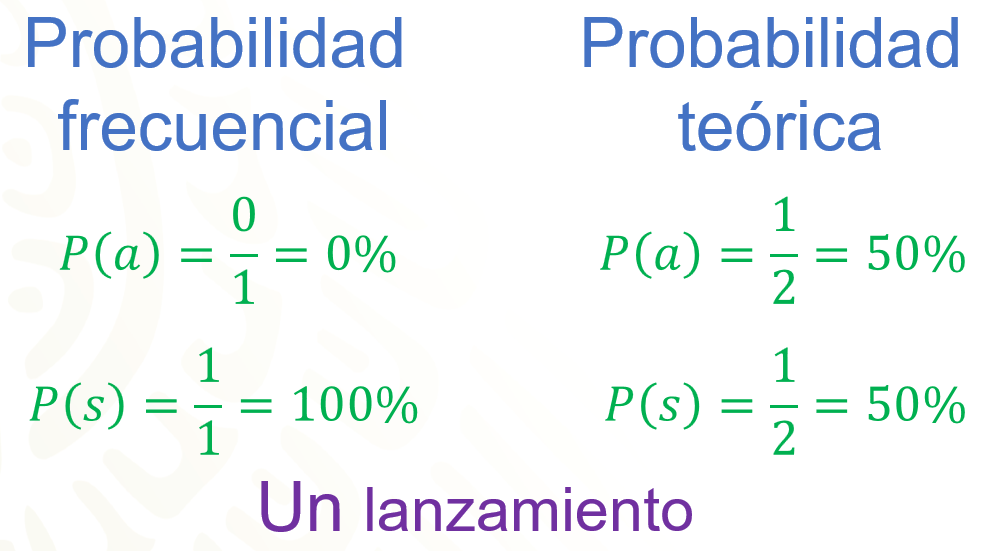 Probabilidad
frecuencial
P(a) = 0/1 = 0%
P(s) = 1/1 = 100%
Probabilidad
teórica
P(a) = 1/2 = 50%
P(s) = 1/2 = 50%
Un lanzamiento